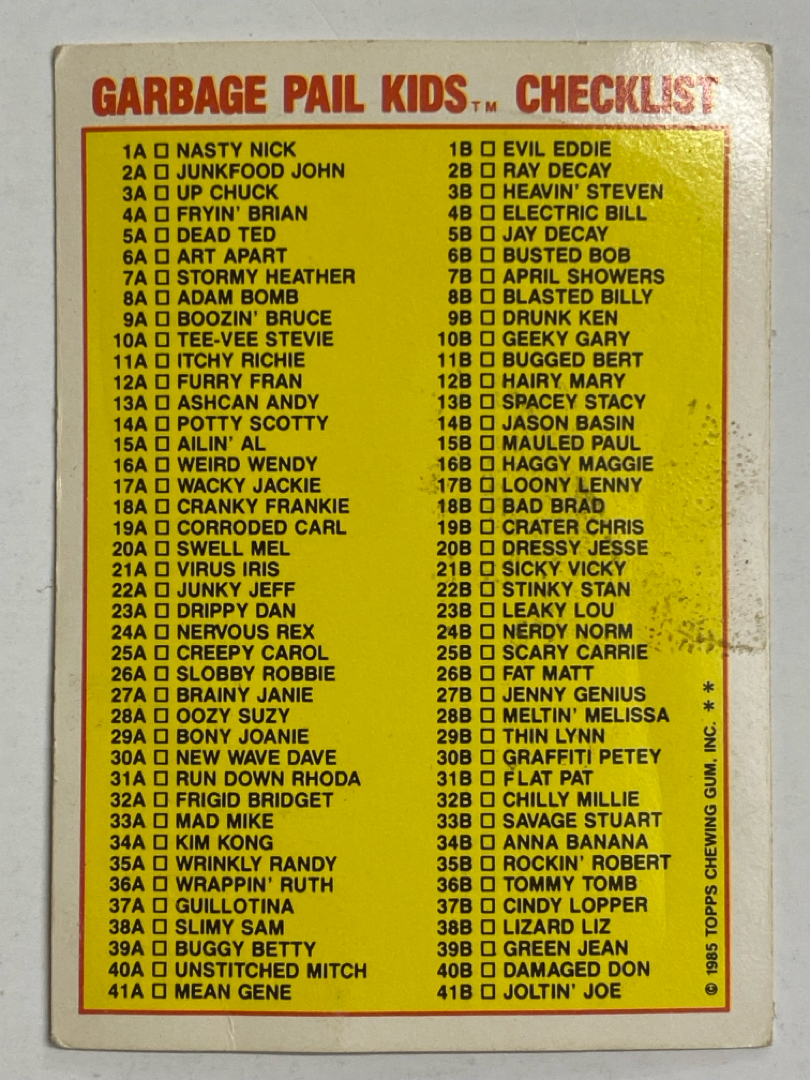 GARBAGE PAIL KIDS™ CHECKLIST
1A □ NASTY NICK 1B □ EVIL EDDIE
2A □ JUNKFOOD JOHN 2B □ RAY DECAY
3A □ UP CHUCK 3B □ HEAVIN' STEVEN
4A □ FRYIN' BRIAN 4B □ ELECTRIC BILL
5A □ DEAD TED 5B □ JAY DECAY
6A □ ART APART 6B □ BUSTED BOB
7A □ STORMY HEATHER 7B □ APRIL SHOWERS
8A □ ADAM BOMB 8B □ BLASTED BILLY
9A □ BOOZIN' BRUCE 9B □ DRUNK KEN
10A □ TEE-VEE STEVIE 10B □ GEEKY GARY
11A □ ITCHY RICHIE 11B □ BUGGED BERT
12A □ FURRY FRAN 12B □ HAIRY MARY
13A □ ASHCAN ANDY 13B □ SPACEY STACY
14A □ POTTY SCOTTY 14B □ JASON BASIN
15A □ AILIN' AL 15B □ MAULED PAUL
16A □ WEIRD WENDY 16B □ HAGGY MAGGIE
17A □ WACKY JACKIE 17B □ LOONY LENNY
18A □ CRANKY FRANKIE 18B □ BAD BRAD
19A □ CORRODED CARL 19B □ CRATER CHRIS
20A □ SWELL MEL 20B □ DRESSY JESSE
21A □ VIRUS IRIS 21B □ SICKY VICKY
22A □ JUNKY JEFF 22B □ STINKY STAN
23A □ DRIPPY DAN 23B □ LEAKY LOU
24A □ NERVOUS REX 24B □ NERDY NORM
25A □ CREEPY CAROL 25B □ SCARY CARRIE
26A □ SLOBBY ROBBIE 26B □ FAT MATT
27A □ BRAINY JANIE 27B □ JENNY GENIUS
28A □ OOZY SUZY 28B □ MELTIN' MELISSA
29A □ BONY JOANIE 29B □ THIN LYNN
30A □ NEW WAVE DAVE 30B □ GRAFFITI PETEY
31A □ RUN DOWN RHODA 31B □ FLAT PAT
32A □ FRIGID BRIDGET 32B □ CHILLY MILLIE
33A □ MAD MIKE 33B □ SAVAGE STUART
34A □ KIM KONG 34B □ ANNA BANANA
35A □ WRINKLY RANDY 35B □ ROCKIN' ROBERT
36A □ WRAPPIN' RUTH 36B □ TOMMY TOMB
37A □ GUILLOTINA 37B □ CINDY LOPPER
38A □ SLIMY SAM 38B □ LIZARD LIZ
39A □ BUGGY BETTY 39B □ GREEN JEAN
40A □ UNSTITCHED MITCH 40B □ DAMAGED DON
41A □ MEAN GENE 41B □ JOLTIN' JOE
© 1985 TOPPS CHEWING GUM, INC. **